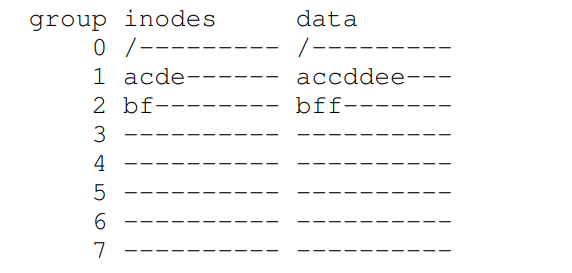 group inodes     data
    0 /--------- /---------
    1 acde------ accddee---
    2 bf-------- bff-------
    3 ---------- ----------
    4 ---------- ----------
    5 ---------- ----------
    6 ---------- ----------
    7 ---------- ----------